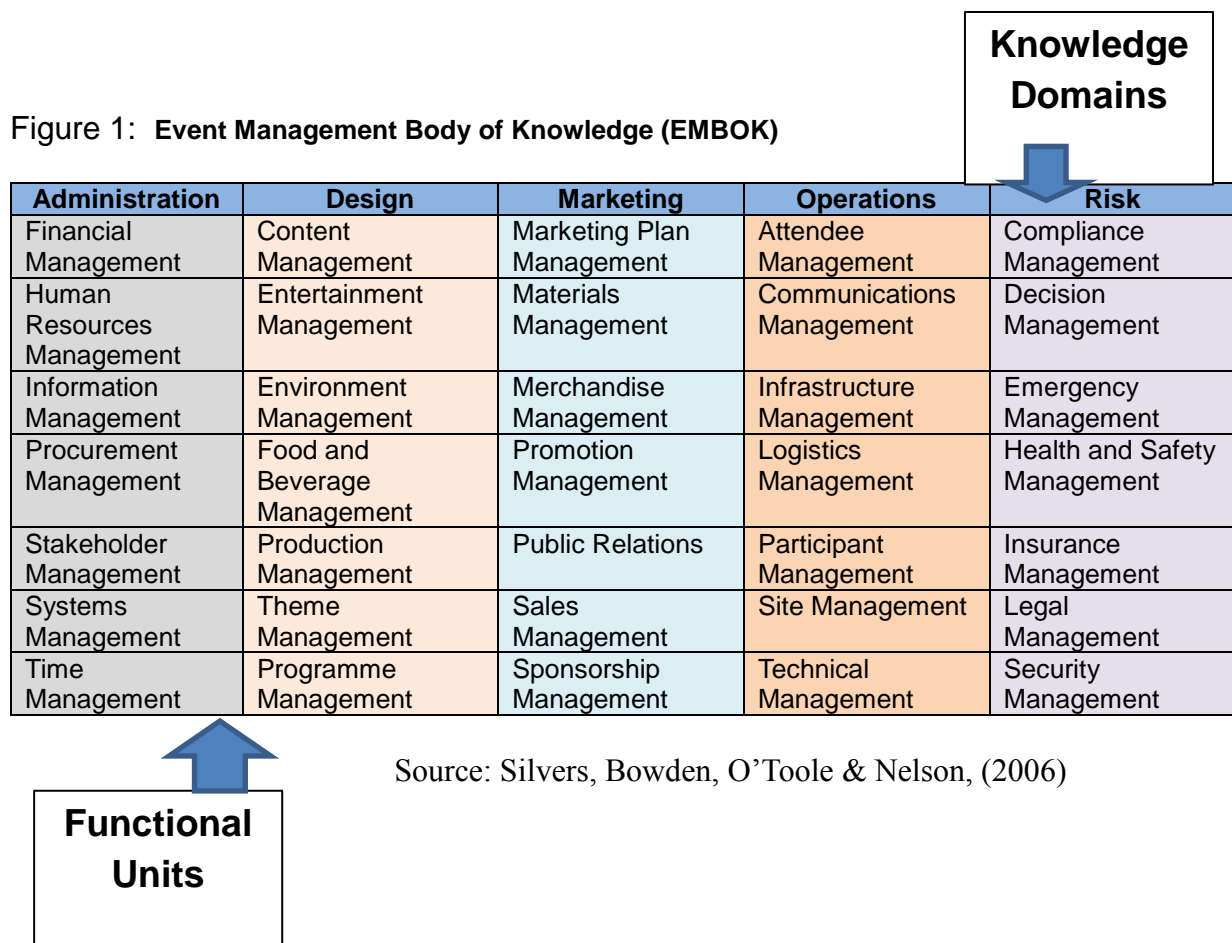 Knowledge
Domains
Figure 1: Event Management Body of Knowledge (EMBOK)
Administration Design Marketing Operations Risk
Financial Management Content Management Marketing Plan Management Attendee Management Compliance Management
Human Resources Management Entertainment Management Materials Management Communications Management Decision Management
Information Management Environment Management Merchandise Management Infrastructure Management Emergency Management
Procurement Management Food and Beverage Management Promotion Management Logistics Management Health and Safety Management
Stakeholder Management Production Management Public Relations Participant Management Insurance Management
Systems Management Theme Management Sales Management Site Management Legal Management
Time Management Programme Management Sponsorship Management Technical Management Security Management
Source: Silvers, Bowden, O’Toole & Nelson, (2006)
Functional
Units